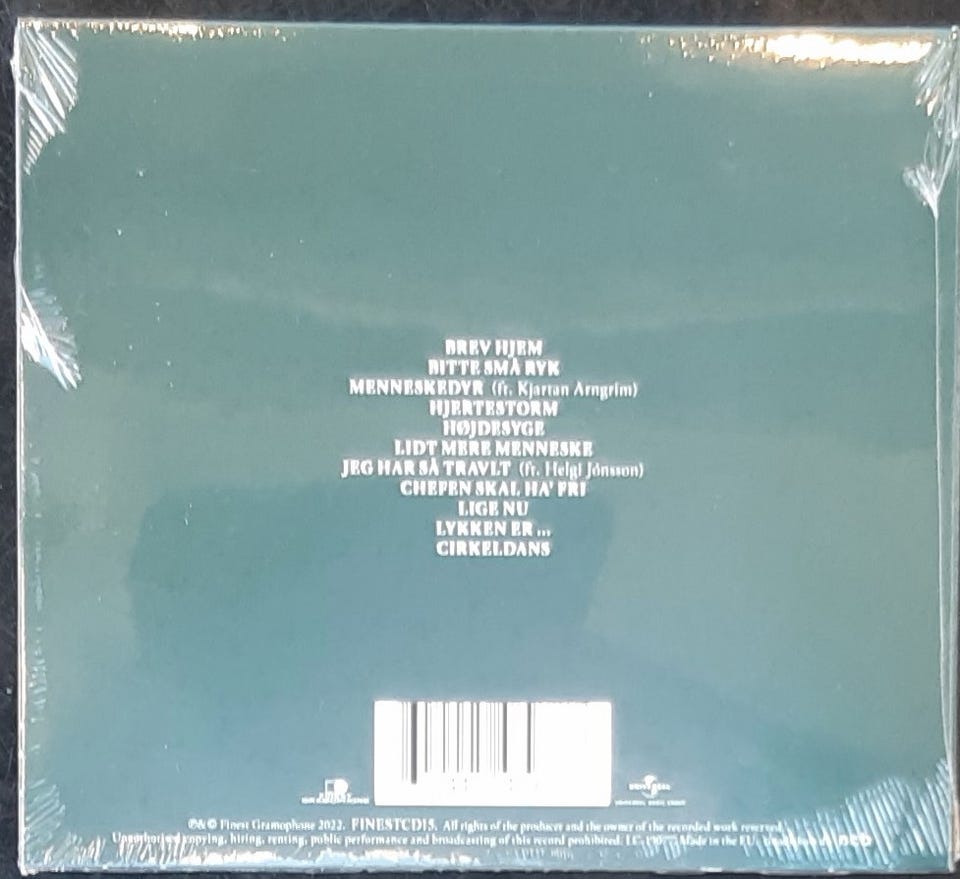 BREV HJEM
BITTE SMÅ RYK
MENNESKEDYR (ft. Kjartan Arngrim)
HJERTESTORM
HØJDESYGE
LIDT MERE MENNESKE
JEG HAR SÅ TRAVLT (ft. Helgi Jónsson)
CHEFEN SKAL HA' FRI
LIGE NU
LYKKEN ER ...
CIRKELDANS
UNIVERSAL
℗&© Finest Gramophone 2022. FINESTCD15. All rights of the producer and the owner of the recorded work reserved.
Unauthorised copying, hiring, renting, public performance and broadcasting of this record prohibited. Made in the EU.